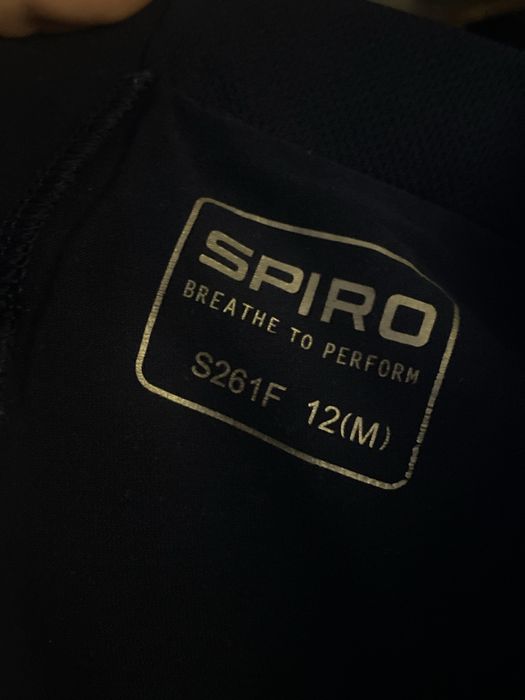 SPIRO
BREATHE TO PERFORM
S261F 12(M)